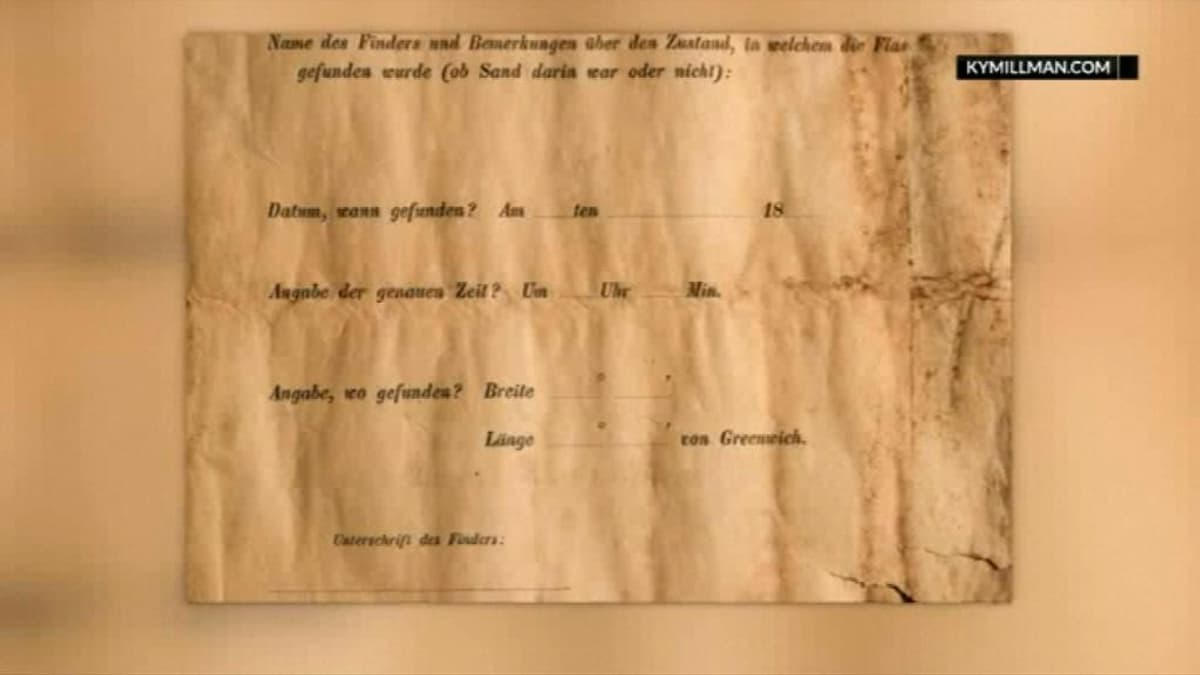 Name des Finders und Bemerkungen über den Zustand, in welchem die Flas
KYMILLMAN.COM
gefunden wurde (ob Sand darin war oder nicht):
Datum, wann gefunden? Am ten 18
Angabe der genauen Zeit? Um Uhr Min.
Angabe, wo gefunden? Breite ° '
Länge ° ' von Greenwich.
Unterschrift des Finders: